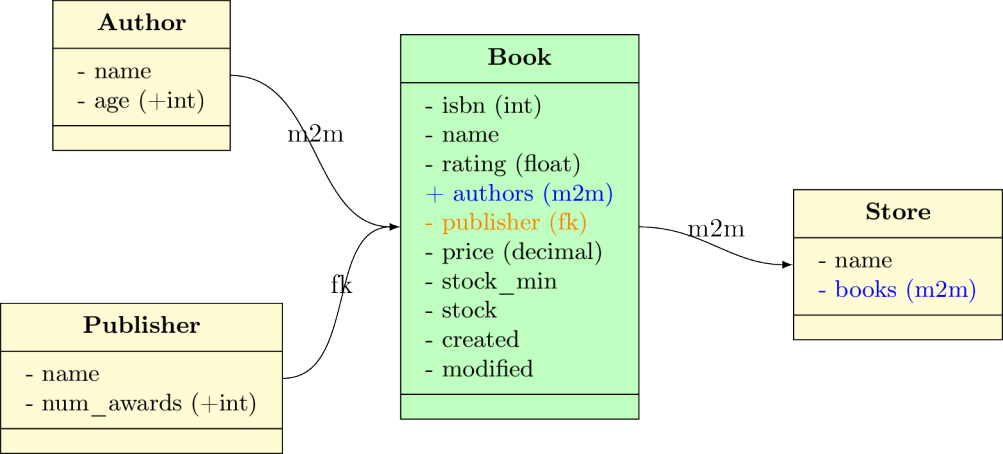 Author
- name
- age (+int)
m2m
Publisher
- name
- num_awards (+int)
fk
Book
- isbn (int)
- name
- rating (float)
+ authors (m2m)
- publisher (fk)
- price (decimal)
- stock_min
- stock
- created
- modified
m2m
Store
- name
- books (m2m)